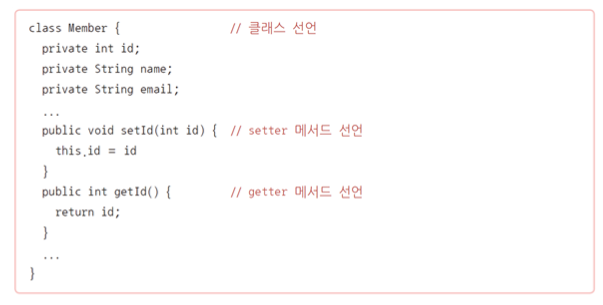 class Member { // 클래스 선언
private int id;
private String name;
private String email;
...
public void setId(int id) { // setter 메서드 선언
this.id = id
}
public int getId() { // getter 메서드 선언
return id;
}
...
}